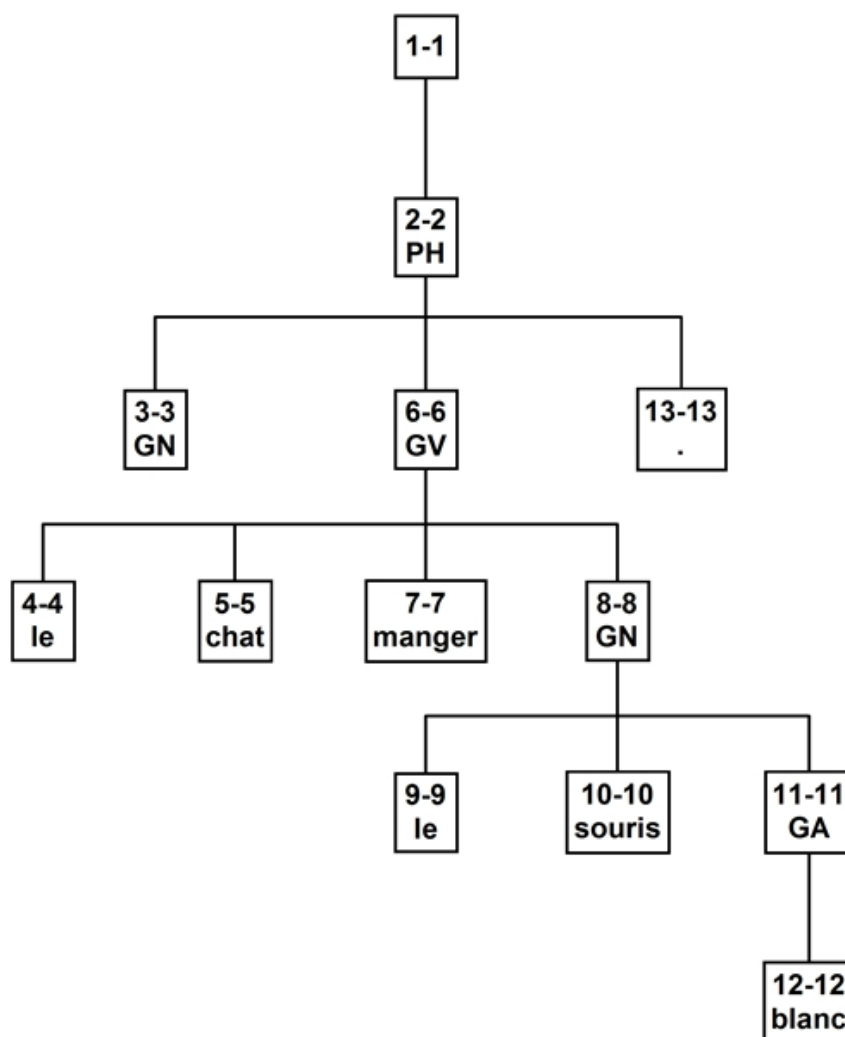 1-1
2-2
PH
3-3
GN
6-6
GV
13-13
.
4-4
le
5-5
chat
7-7
manger
8-8
GN
9-9
le
10-10
souris
11-11
GA
12-12
blanc